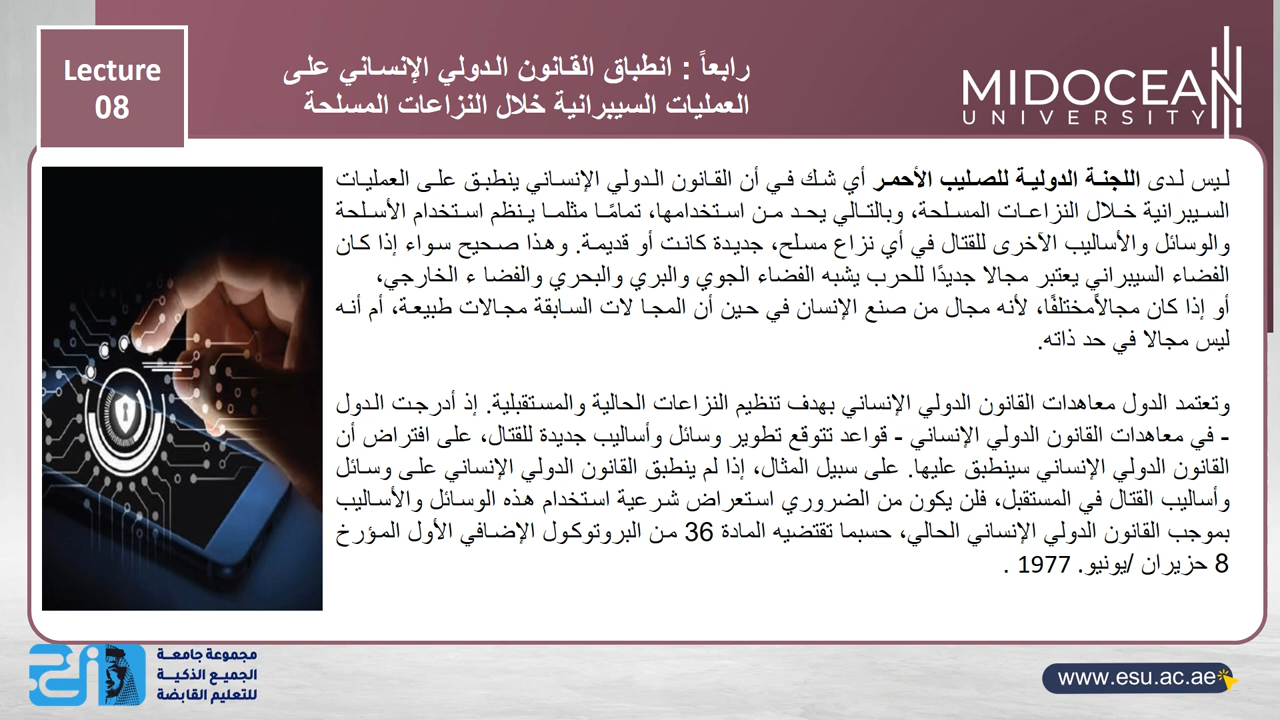 Lecture
08
رابعاً : انطباق القانون الدولي الإنساني على
العمليات السيبرانية خلال النزاعات المسلحة
MIDOCEAN
UNIVERSITY
ليس لدى اللجنة الدولية للصليب الأحمر أي شك في أن القانون الدولي الإنساني ينطبق على العمليات
السيبرانية خلال النزاعات المسلحة، وبالتالي يحد من استخدامها، تمامًا مثلما ينظم استخدام الأسلحة
والوسائل والأساليب الآخرى للقتال في أي نزاع مسلح، جديدة كانت أو قديمة. وهذا صحيح سواء إذا كان
الفضاء السيبراني يعتبر مجالا جديدًا للحرب يشبه الفضاء الجوي والبري والبحري والفضا ء الخارجي،
أو إذا كان مجالاًمختلفًا، لأنه مجال من صنع الإنسان في حين أن المجا لات السابقة مجالات طبيعة، أم أنه
ليس مجالا في حد ذاته.
وتعتمد الدول معاهدات القانون الدولي الإنساني بهدف تنظيم النزاعات الحالية والمستقبلية. إذ أدرجت الدول
- في معاهدات القانون الدولي الإنساني - قواعد تتوقع تطوير وسائل وأساليب جديدة للقتال، على افتراض أن
القانون الدولي الإنساني سينطبق عليها. على سبيل المثال، إذا لم ينطبق القانون الدولي الإنساني على وسائل
وأساليب القتال في المستقبل، فلن يكون من الضروري استعراض شرعية استخدام هذه الوسائل والأساليب
بموجب القانون الدولي الإنساني الحالي، حسبما تقتضيه المادة 36 من البروتوكول الإضافي الأول المؤرخ
8 حزيران /يونيو. 1977 .
مجموعة جامعة
الجميع الذكية
للتعليم القابضة
www.esu.ac.ae